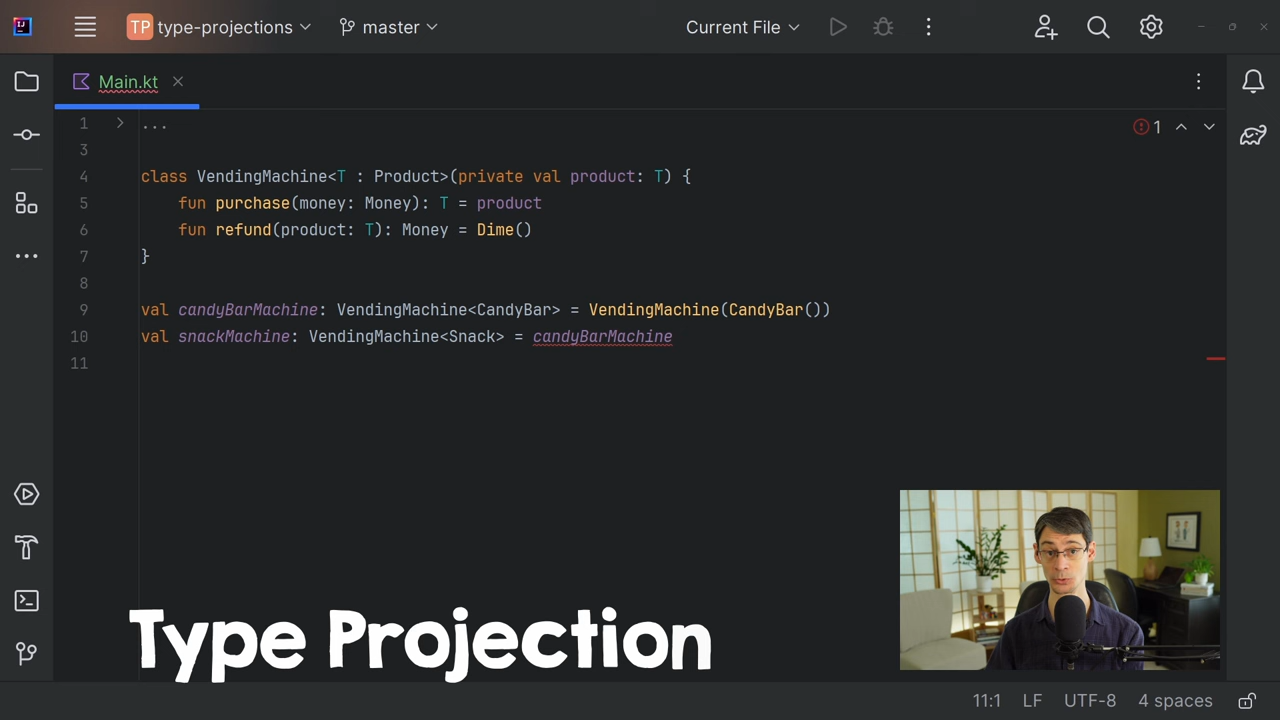 TP type-projections master Current File
Main.kt
1 ...
1
3
4 class VendingMachine<T : Product>(private val product: T) {
5 fun purchase(money: Money): T = product
6 fun refund(product: T): Money = Dime()
7 }
8
9 val candyBarMachine: VendingMachine<CandyBar> = VendingMachine(CandyBar())
10 val snackMachine: VendingMachine<Snack> = candyBarMachine
11
Type Projection
11:1 LF UTF-8 4 spaces